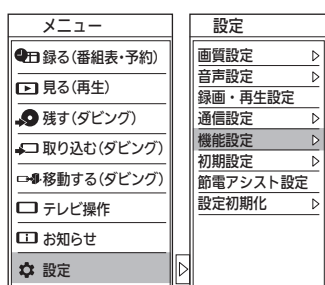 メニュー
録る(番組表・予約)
見る(再生)
残す(ダビング)
取り込む(ダビング)
移動する(ダビング)
テレビ操作
お知らせ
設定
設定
画質設定
音声設定
録画・再生設定
通信設定
機能設定
初期設定
節電アシスト設定
設定初期化